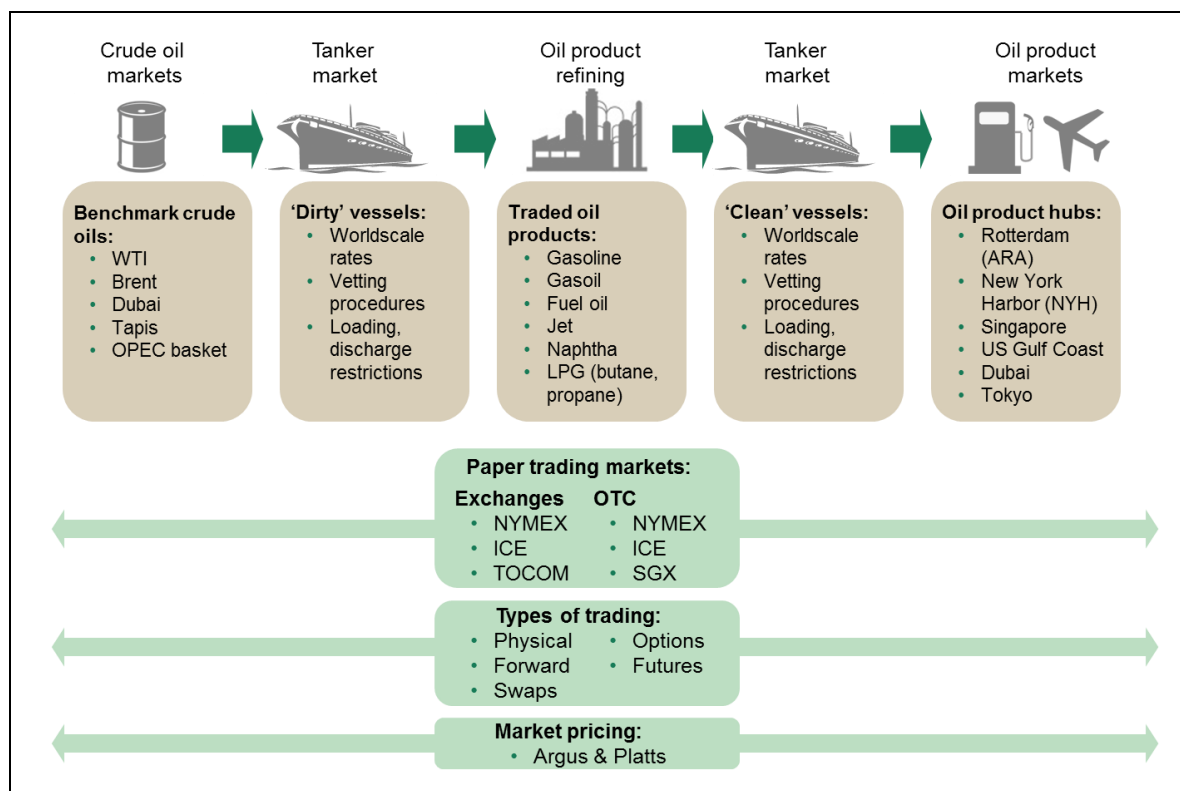 Crude oil
markets
Tanker
market
Oil product
refining
Tanker
market
Oil product
markets
Benchmark crude
oils:
• WTI
• Brent
• Dubai
• Tapis
• OPEC basket
‘Dirty’ vessels:
• Worldscale
rates
• Vetting
procedures
• Loading,
discharge
restrictions
Traded oil
products:
• Gasoline
• Gasoil
• Fuel oil
• Jet
• Naphtha
• LPG (butane,
propane)
‘Clean’ vessels:
• Worldscale
rates
• Vetting
procedures
• Loading,
discharge
restrictions
Oil product hubs:
• Rotterdam
(ARA)
• New York
Harbor (NYH)
• Singapore
• US Gulf Coast
• Dubai
• Tokyo
Paper trading markets:
Exchanges
• NYMEX
• ICE
• TOCOM
OTC
• NYMEX
• ICE
• SGX
Types of trading:
• Physical
• Forward
• Swaps
• Options
• Futures
Market pricing:
• Argus & Platts